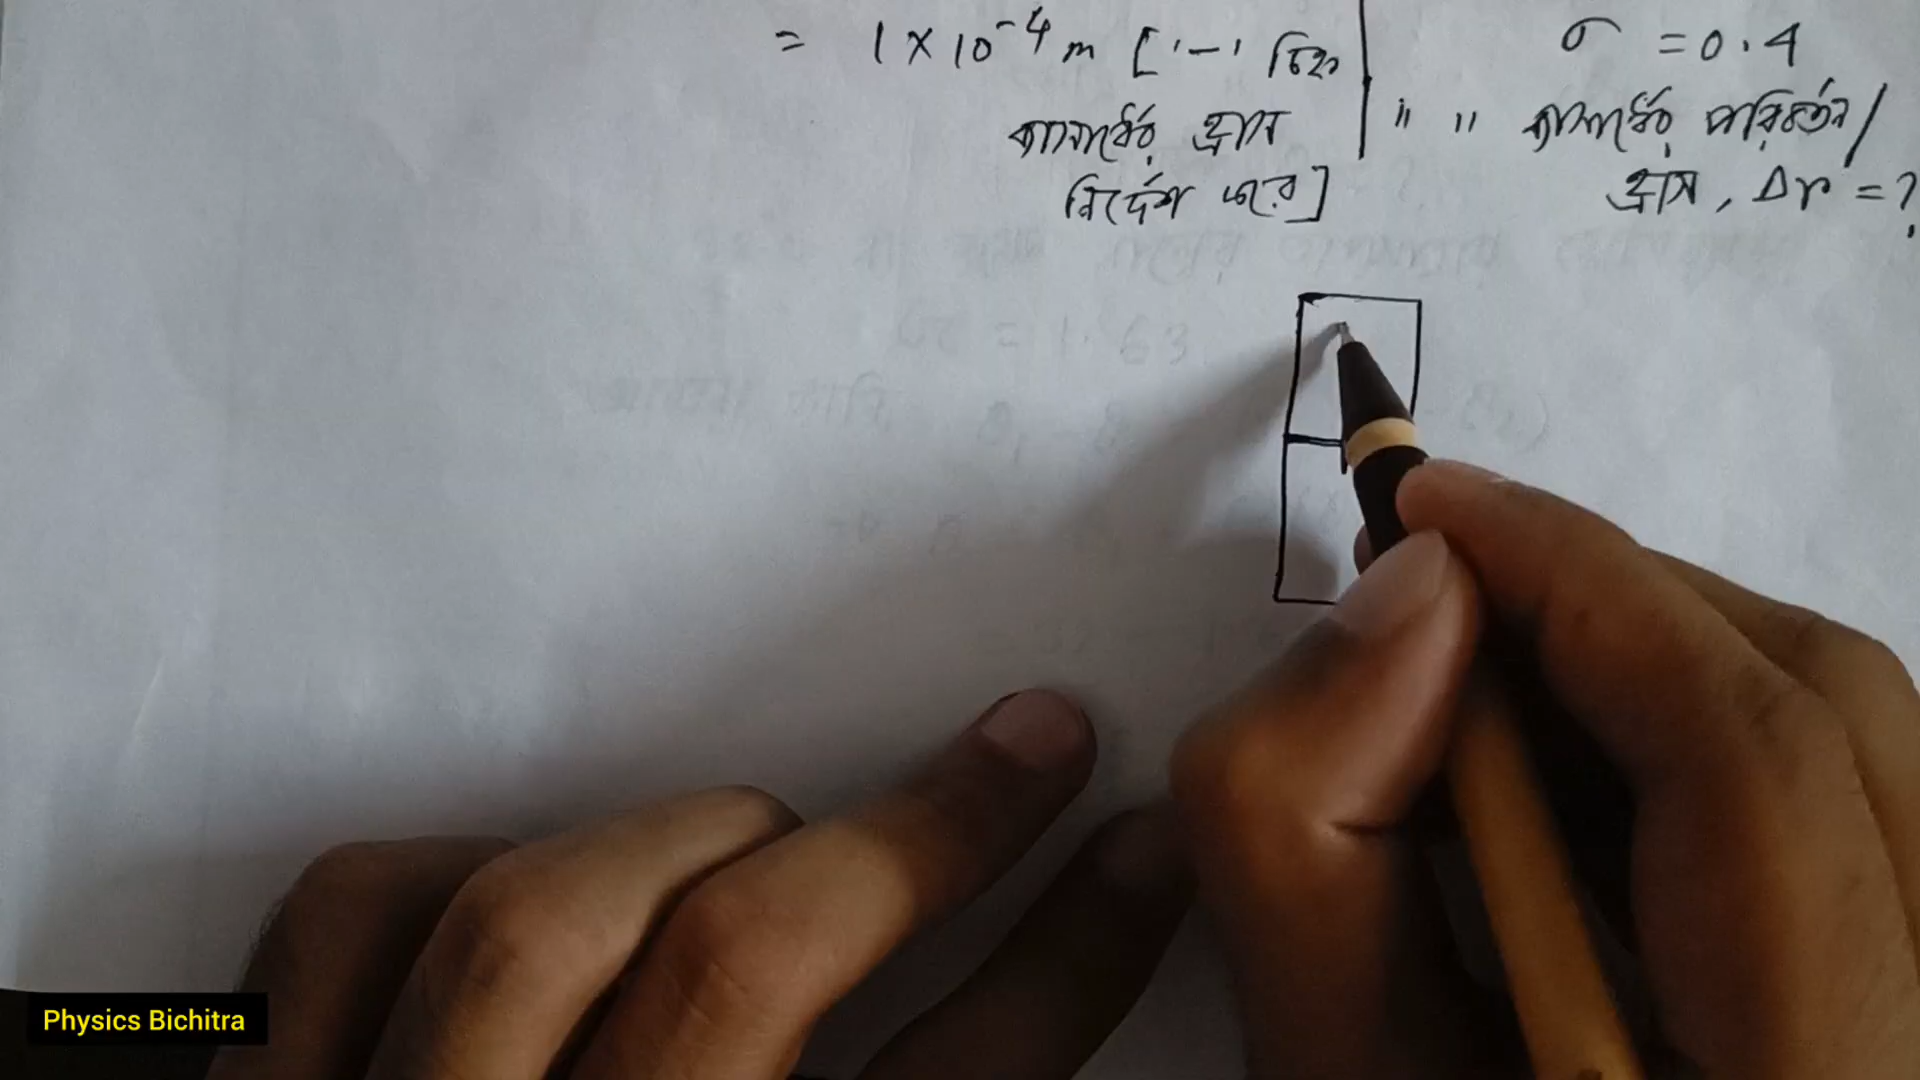 = 1 × 10⁻⁴ m [ '-' চিহ্ন
ব্যাসার্ধের হ্রাস
নির্দেশ করে ]
σ = 0.4
" " ব্যাসার্ধের পরিবর্তন /
হ্রাস, Δr = ?
Physics Bichitra